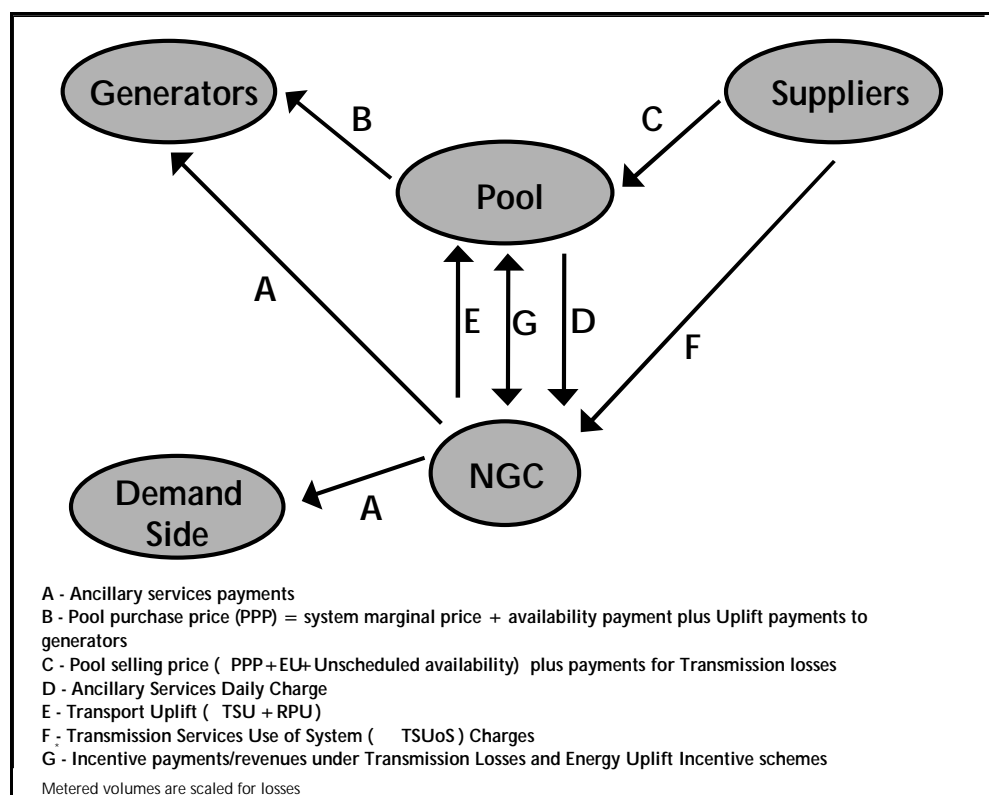 Generators
Suppliers
B
C
Pool
A
E
G
D
F
NGC
Demand
Side
A
A - Ancillary services payments
B - Pool purchase price (PPP) = system marginal price + availability payment plus Uplift payments to
generators
C - Pool selling price ( PPP+EU+Unscheduled availability) plus payments for Transmission losses
D - Ancillary Services Daily Charge
E - Transport Uplift ( TSU + RPU)
F - Transmission Services Use of System ( TSUoS) Charges
*
G - Incentive payments/revenues under Transmission Losses and Energy Uplift Incentive schemes
Metered volumes are scaled for losses